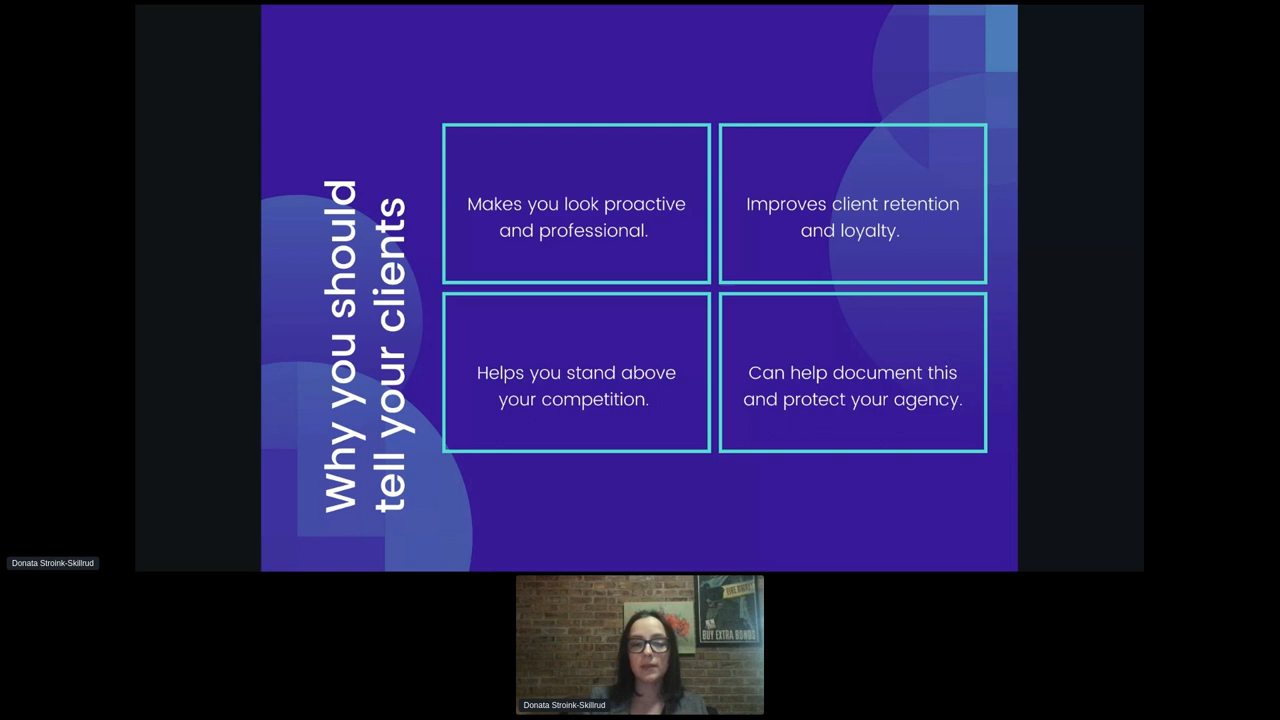 Why you should
tell your clients
Makes you look proactive
and professional.
Improves client retention
and loyalty.
Helps you stand above
your competition.
Can help document this
and protect your agency.
Donata Stroink-Skillrud
BUY EXTRA BONDS
Donata Stroink-Skillrud